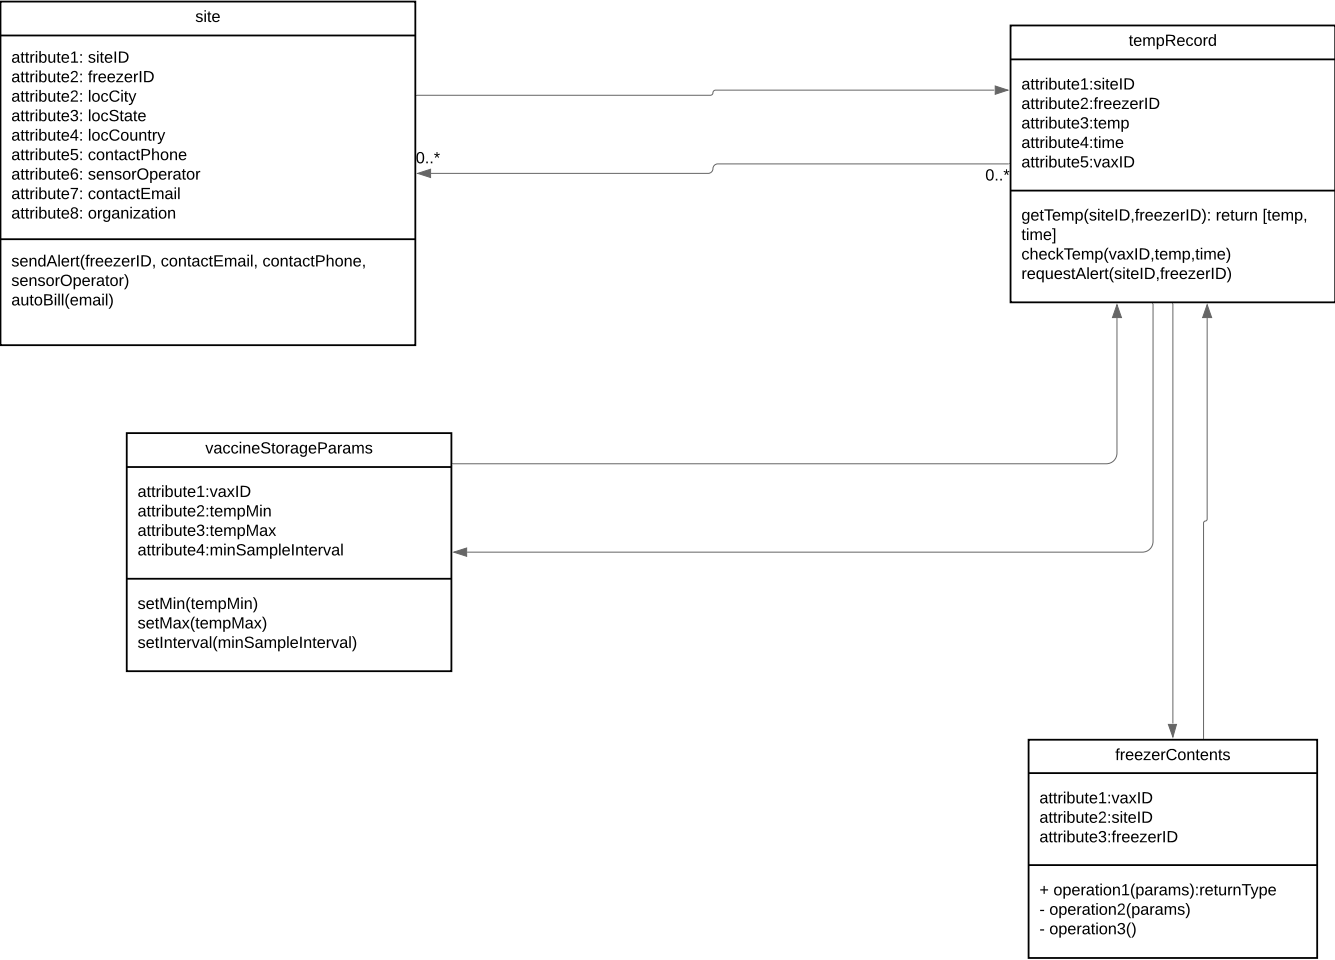 site
attribute1: siteID
attribute2: freezerID
attribute2: locCity
attribute3: locState
attribute4: locCountry
attribute5: contactPhone
attribute6: sensorOperator
attribute7: contactEmail
attribute8: organization
sendAlert(freezerID, contactEmail, contactPhone,
sensorOperator)
autoBill(email)
0..*
0..*
tempRecord
attribute1:siteID
attribute2:freezerID
attribute3:temp
attribute4:time
attribute5:vaxID
getTemp(siteID,freezerID): return [temp,
time]
checkTemp(vaxID,temp,time)
requestAlert(siteID,freezerID)
vaccineStorageParams
attribute1:vaxID
attribute2:tempMin
attribute3:tempMax
attribute4:minSampleInterval
setMin(tempMin)
setMax(tempMax)
setInterval(minSampleInterval)
freezerContents
attribute1:vaxID
attribute2:siteID
attribute3:freezerID
+ operation1(params):returnType
- operation2(params)
- operation3()